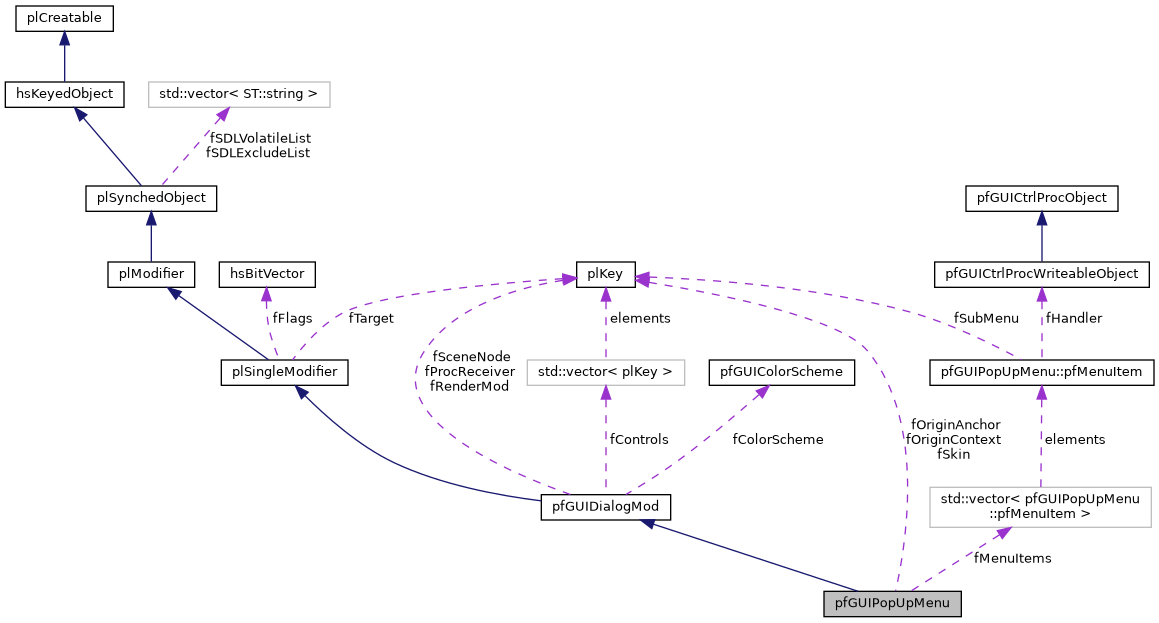 plCreatable
hsKeyedObject
std::vector< ST::string >
fSDLVolatileList
fSDLExcludeList
plSynchedObject
pfGUICtrlProcObject
plModifier
hsBitVector
plKey
pfGUICtrlProcWriteableObject
fFlags
fTarget
elements
fSubMenu
fHandler
fSceneNode
fProcReceiver
fRenderMod
plSingleModifier
std::vector< plKey >
pfGUIColorScheme
pfGUIPopUpMenu::pfMenuItem
fControls
fColorScheme
fOriginAnchor
fOriginContext
fSkin
elements
pfGUIDialogMod
std::vector< pfGUIPopUpMenu
::pfMenuItem >
fMenuItems
pfGUIPopUpMenu